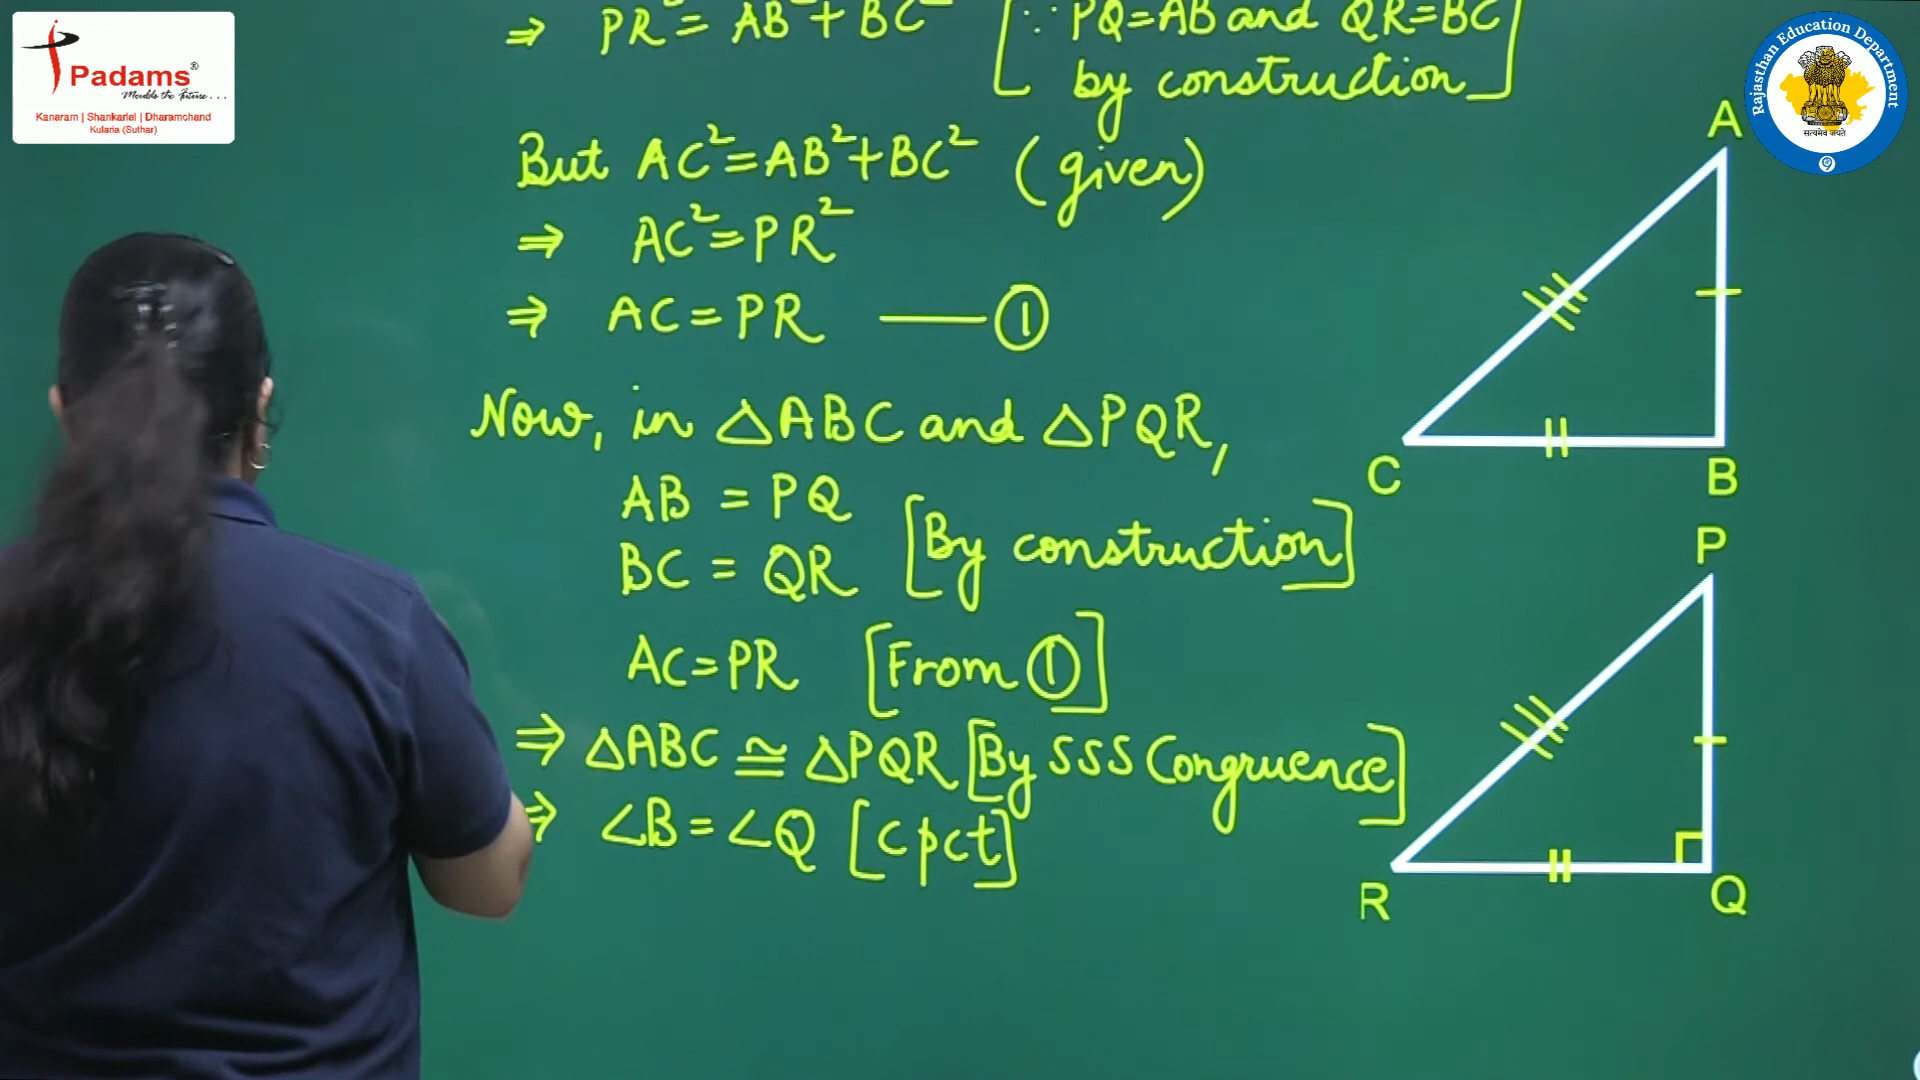 Padams®
Moulds the Future...
Kanaram | Shankarlal | Dharamchand
Kularia (Suthar)
Rajasthan Education Department
सत्यमेव जयते
⇒ PR² = AB² + BC² [∵ PQ=AB and QR=BC
by construction]
But AC² = AB² + BC² (given)
⇒ AC² = PR²
⇒ AC = PR —— ①
Now, in △ABC and △PQR,
AB = PQ
BC = QR [By construction]
AC = PR [From ①]
⇒ △ABC ≅ △PQR [By SSS Congruence]
⇒ ∠B = ∠Q [cpct]
A
C
B
P
R
Q